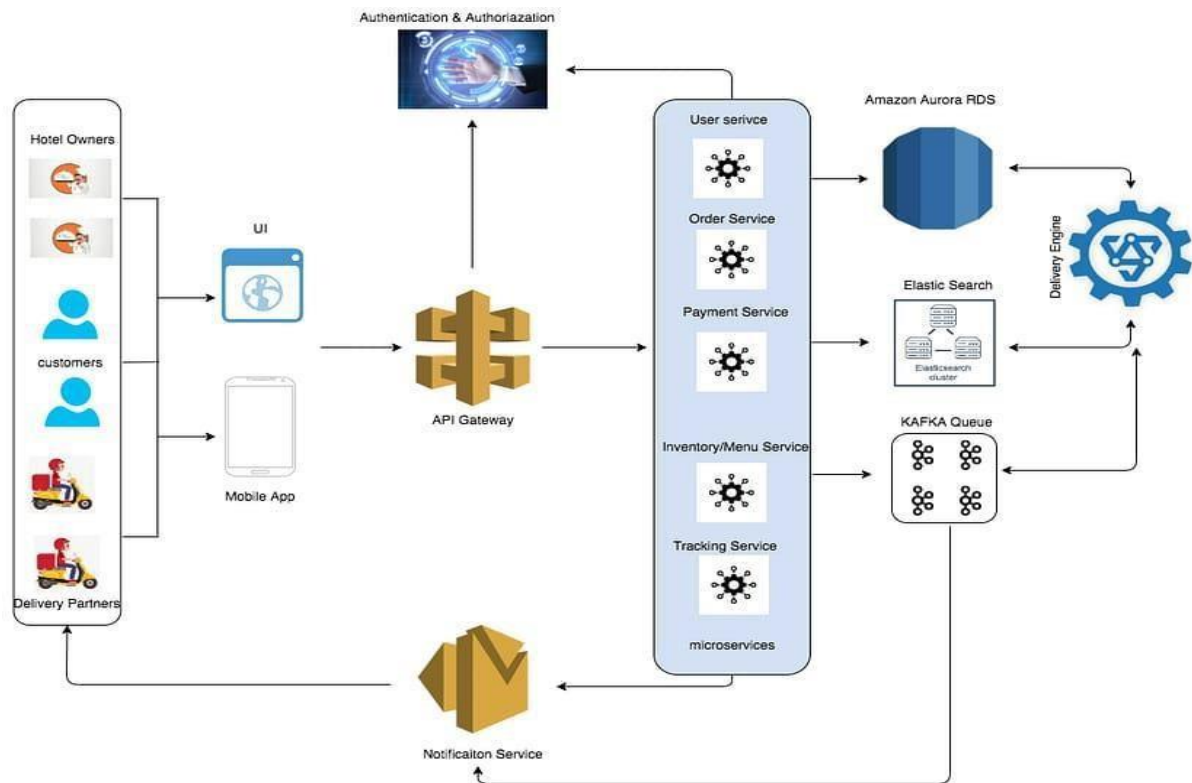 Authentication & Authoriazation
Hotel Owners
UI
customers
Mobile App
Delivery Partners
API Gateway
User serivce
Order Service
Payment Service
Inventory/Menu Service
Tracking Service
microservices
Amazon Aurora RDS
Delivery Engine
Elastic Search
Elasticsearch
cluster
KAFKA Queue
Notificaiton Service